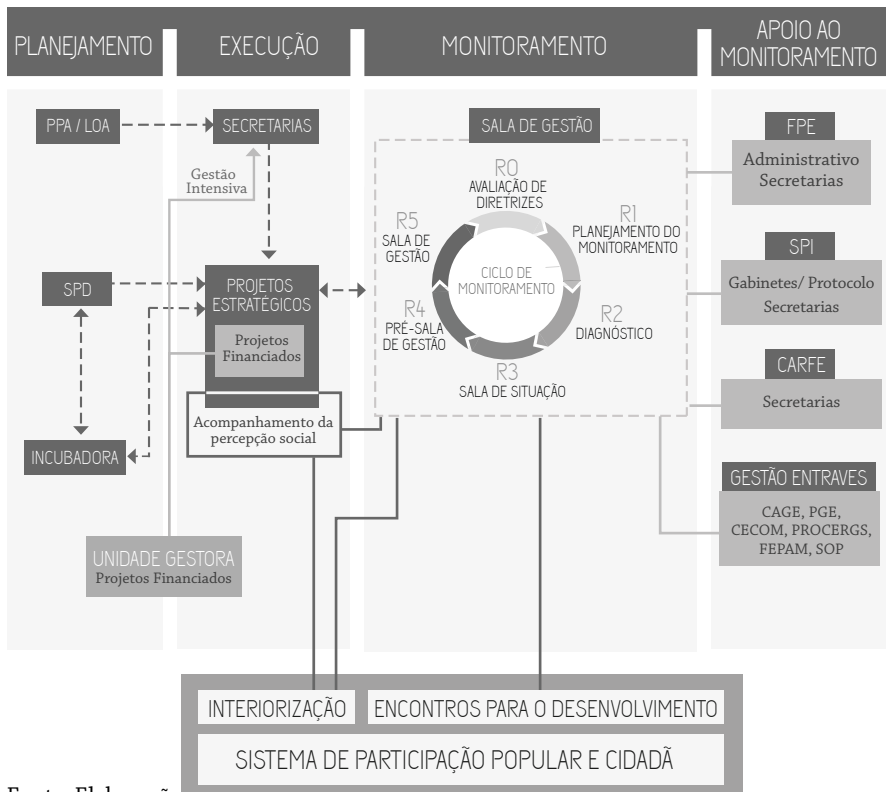 PLANEJAMENTO
EXECUÇÃO
MONITORAMENTO
APOIO AO
MONITORAMENTO
PPA / LOA
SPD
INCUBADORA
UNIDADE GESTORA
Projetos Financiados
SECRETARIAS
Gestão
Intensiva
PROJETOS
ESTRATÉGICOS
Projetos
Financiados
Acompanhamento da
percepção social
SALA DE GESTÃO
R0
AVALIAÇÃO DE
DIRETRIZES
R1
PLANEJAMENTO DO
MONITORAMENTO
R2
DIAGNÓSTICO
R3
SALA DE SITUAÇÃO
R4
PRÉ-SALA
DE GESTÃO
R5
SALA DE
GESTÃO
CICLO DE
MONITORAMENTO
FPE
Administrativo
Secretarias
SPI
Gabinetes/ Protocolo
Secretarias
CARFE
Secretarias
GESTÃO ENTRAVES
CAGE, PGE,
CECOM, PROCERGS,
FEPAM, SOP
INTERIORIZAÇÃO
ENCONTROS PARA O DESENVOLVIMENTO
SISTEMA DE PARTICIPAÇÃO POPULAR E CIDADÃ